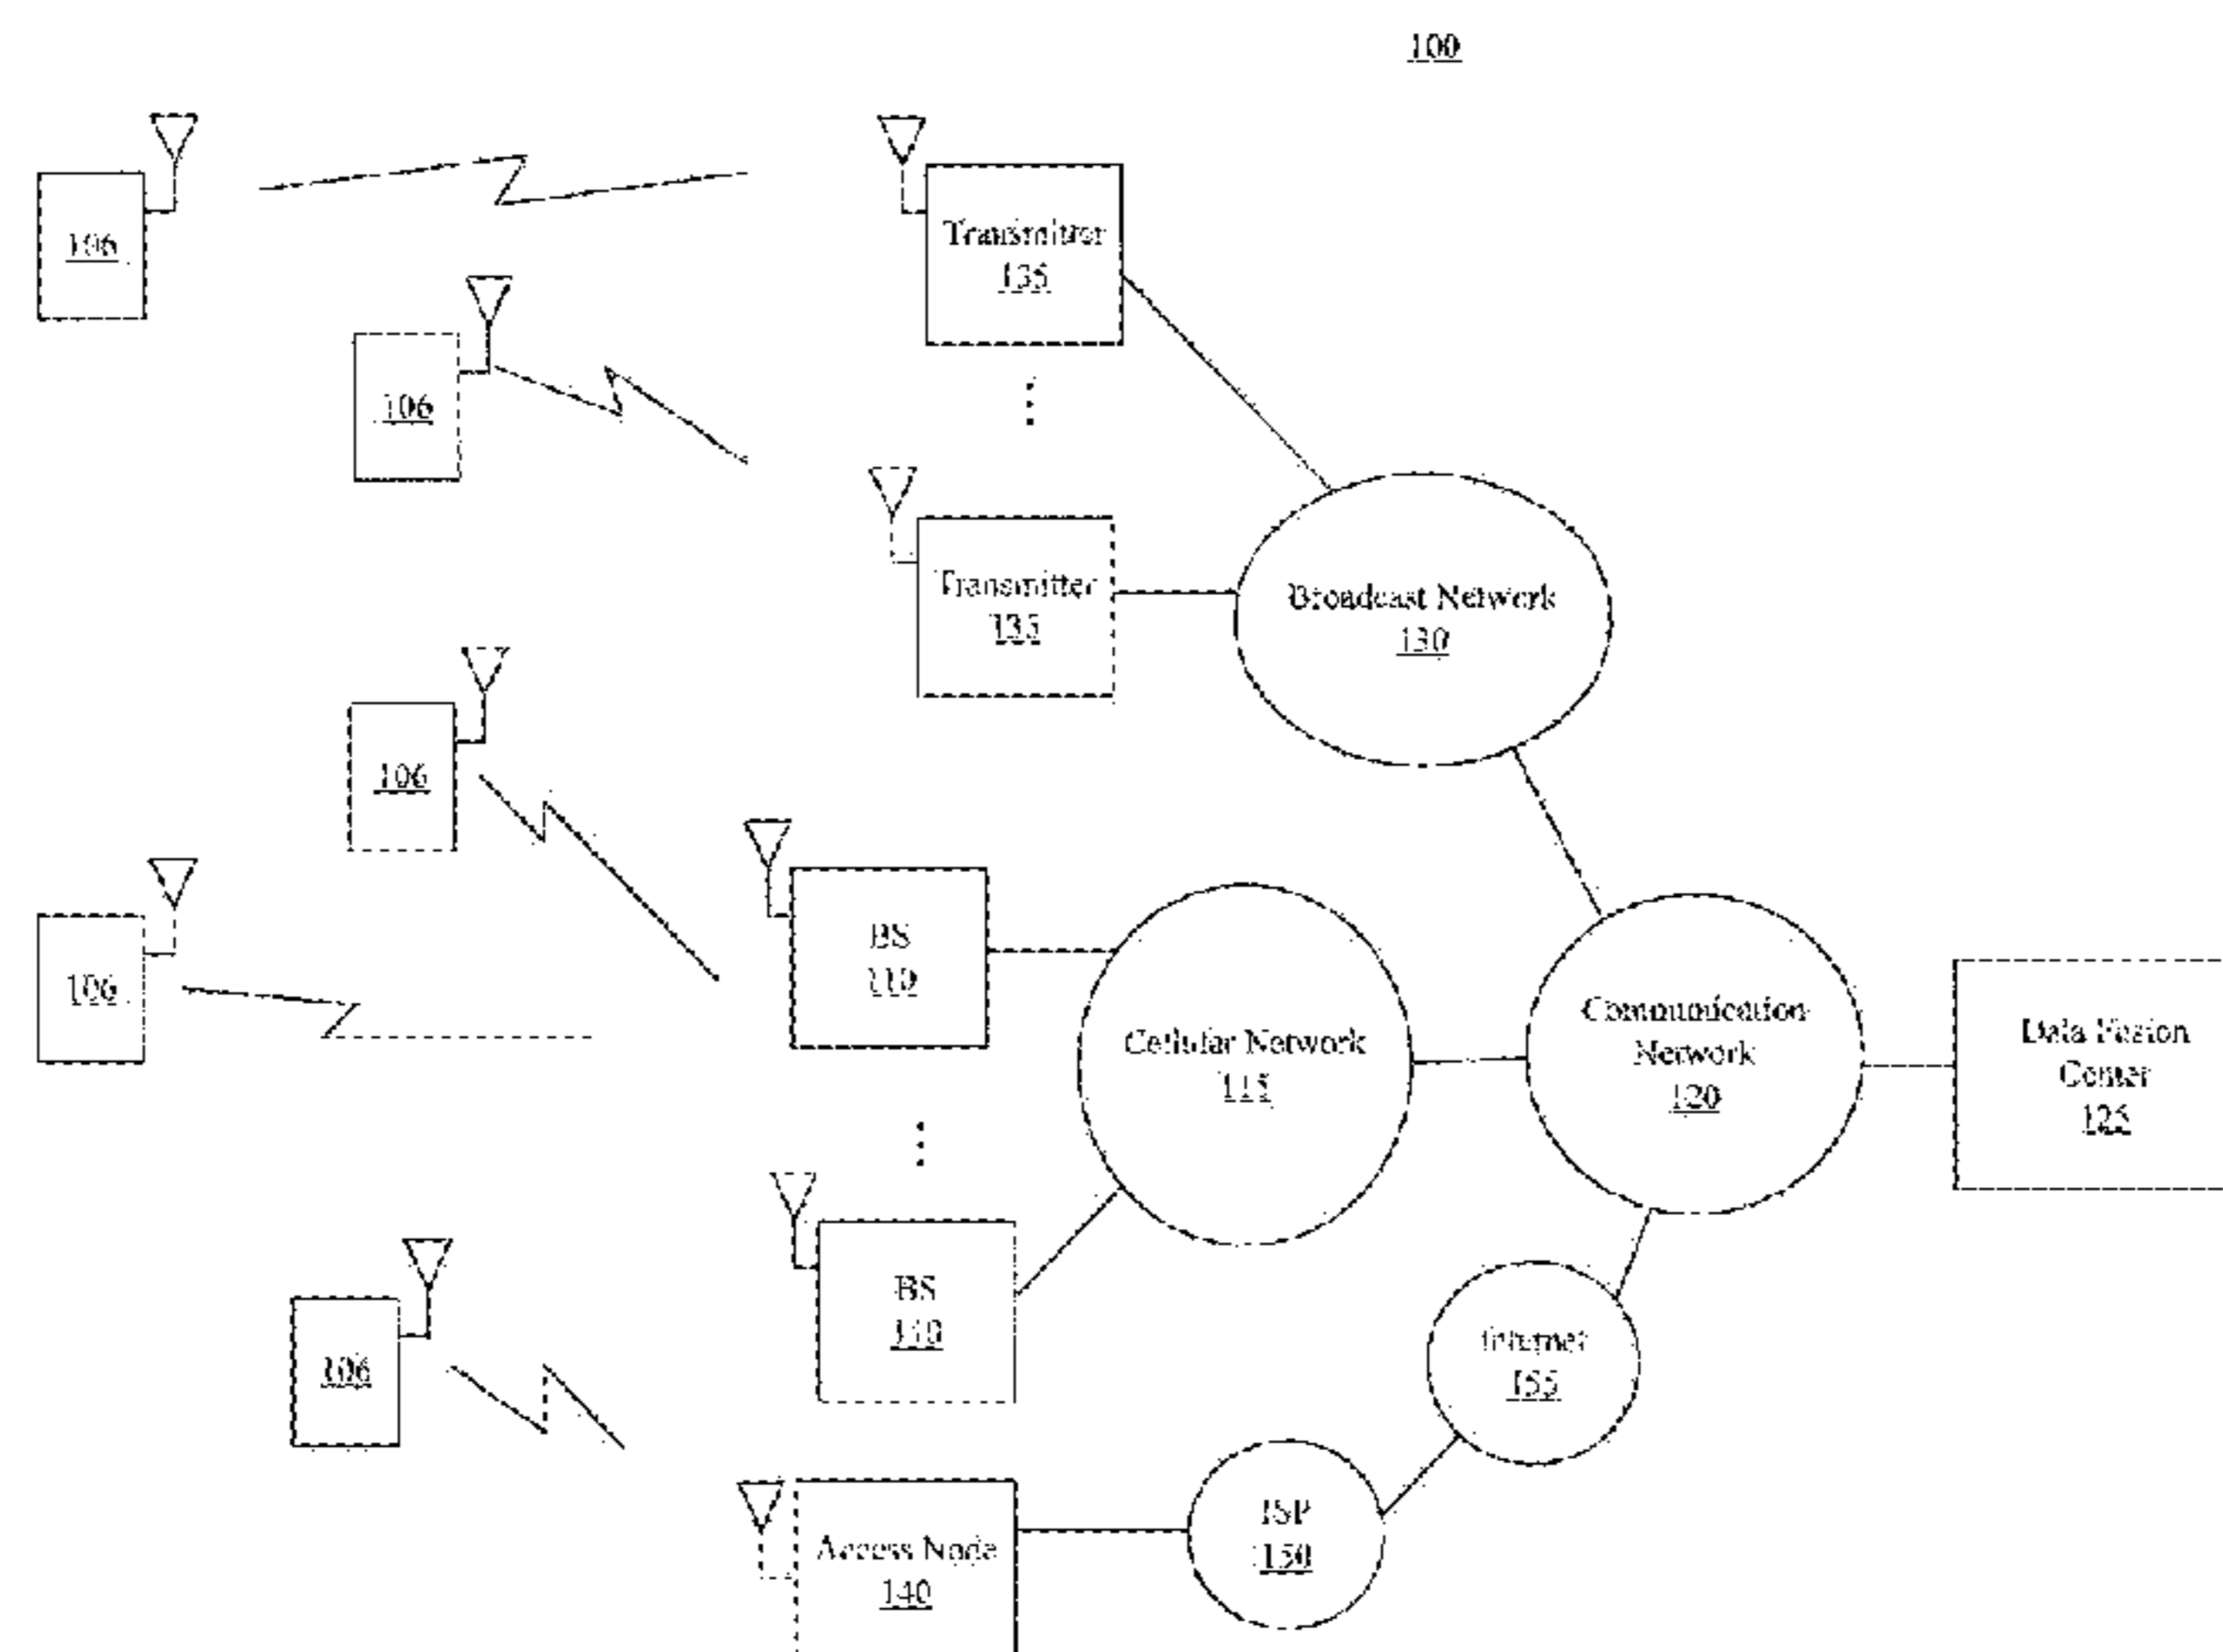 100
106
Transmitter
135
106
Transmitter
135
Broadcast Network
130
106
BS
110
106
Cellular Network
115
Communication
Network
120
Data Fusion
Center
125
BS
110
106
Internet
155
ISP
150
Access Node
140